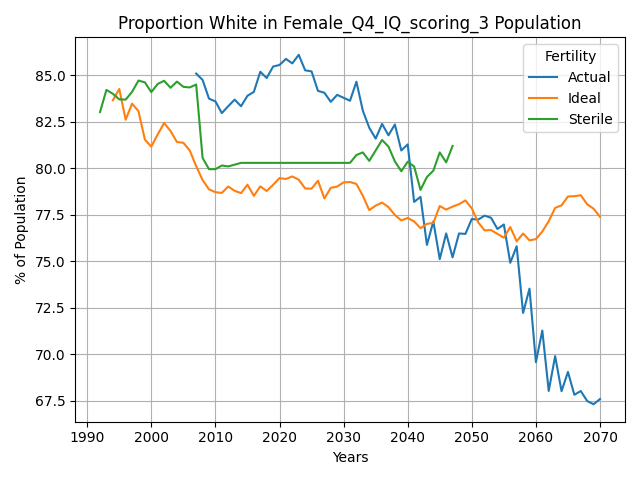 Proportion White in Female_Q4_IQ_scoring_3 Population
Fertility
Actual
Ideal
Sterile
% of Population
85.0
82.5
80.0
77.5
75.0
72.5
70.0
67.5
1990 2000 2010 2020 2030 2040 2050 2060 2070
Years